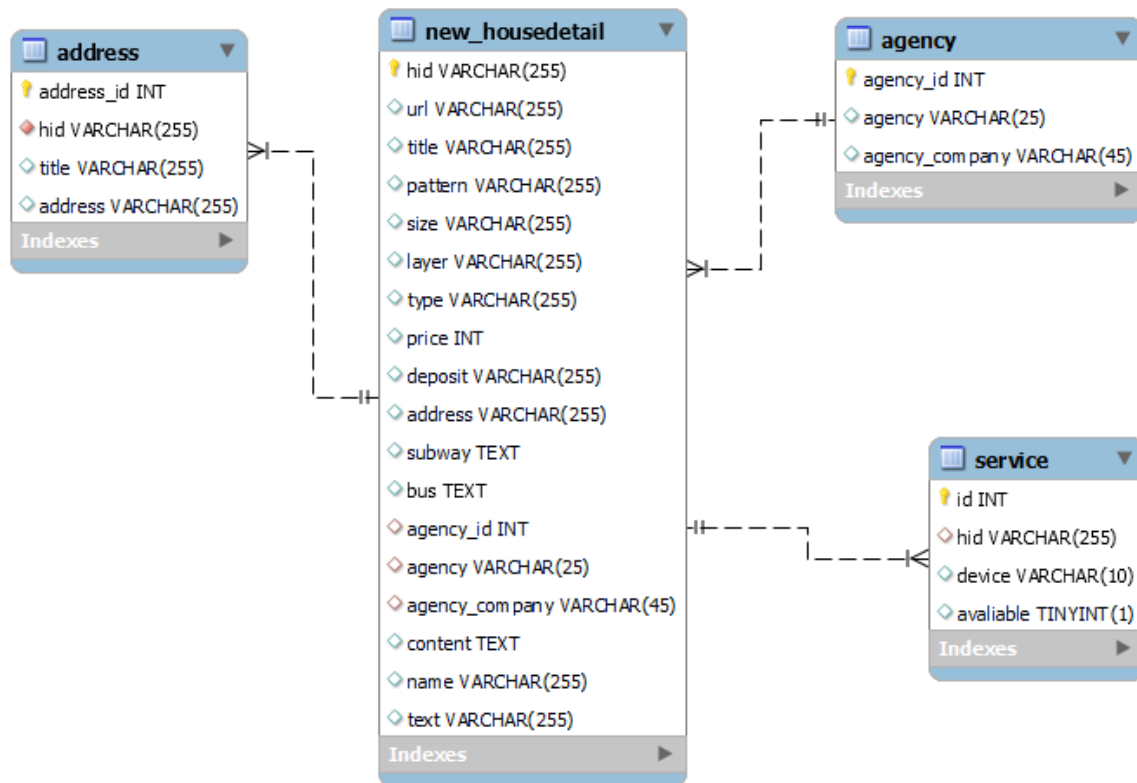 address
address_id INT
hid VARCHAR(255)
title VARCHAR(255)
address VARCHAR(255)
Indexes
new_housedetail
hid VARCHAR(255)
url VARCHAR(255)
title VARCHAR(255)
pattern VARCHAR(255)
size VARCHAR(255)
layer VARCHAR(255)
type VARCHAR(255)
price INT
deposit VARCHAR(255)
address VARCHAR(255)
subway TEXT
bus TEXT
agency_id INT
agency VARCHAR(25)
agency_company VARCHAR(45)
content TEXT
name VARCHAR(255)
text VARCHAR(255)
Indexes
agency
agency_id INT
agency VARCHAR(25)
agency_company VARCHAR(45)
Indexes
service
id INT
hid VARCHAR(255)
device VARCHAR(10)
avaliable TINYINT(1)
Indexes